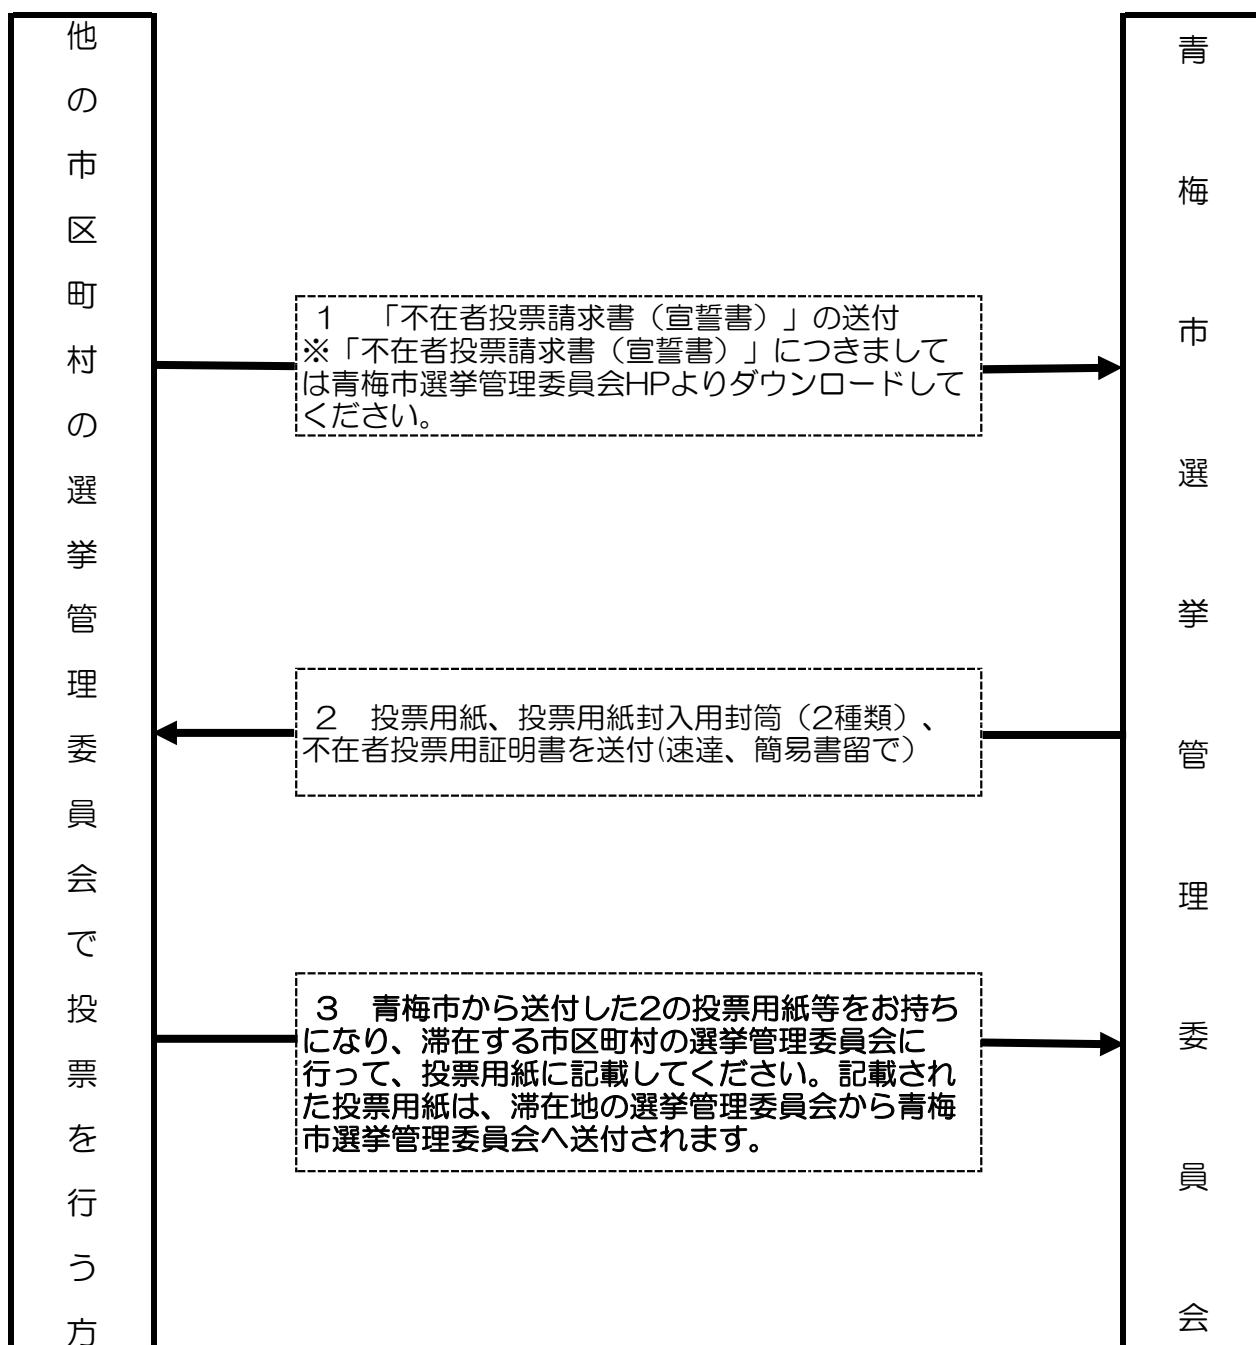 他の市区町村の選挙管理委員会で投票を行う方
1　「不在者投票請求書（宣誓書）」の送付
※「不在者投票請求書（宣誓書）」につきまして
は青梅市選挙管理委員会HPよりダウンロードして
ください。
2　投票用紙、投票用紙封入用封筒（2種類）、
不在者投票用証明書を送付(速達、簡易書留で）
3　青梅市から送付した2の投票用紙等をお持ち
になり、滞在する市区町村の選挙管理委員会に
行って、投票用紙に記載してください。記載され
た投票用紙は、滞在地の選挙管理委員会から青梅
市選挙管理委員会へ送付されます。
青梅市選挙管理委員会